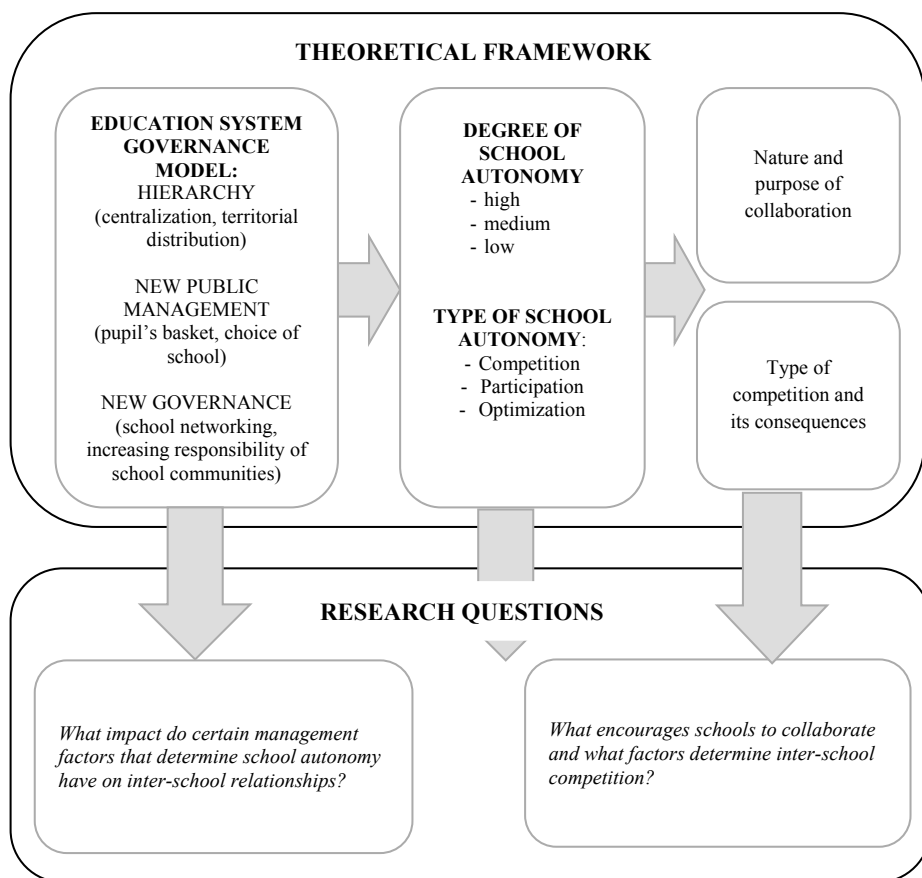 THEORETICAL FRAMEWORK
EDUCATION SYSTEM
GOVERNANCE
MODEL:
HIERARCHY
(centralization, territorial
distribution)
NEW PUBLIC
MANAGEMENT
(pupil’s basket, choice of
school)
NEW GOVERNANCE
(school networking,
increasing responsibility of
school communities)
DEGREE OF
SCHOOL
AUTONOMY
- high
- medium
- low
TYPE OF SCHOOL
AUTONOMY:
- Competition
- Participation
- Optimization
Nature and
purpose of
collaboration
Type of
competition and
its consequences
RESEARCH QUESTIONS
What impact do certain management
factors that determine school autonomy
have on inter-school relationships?
What encourages schools to collaborate
and what factors determine inter-school
competition?